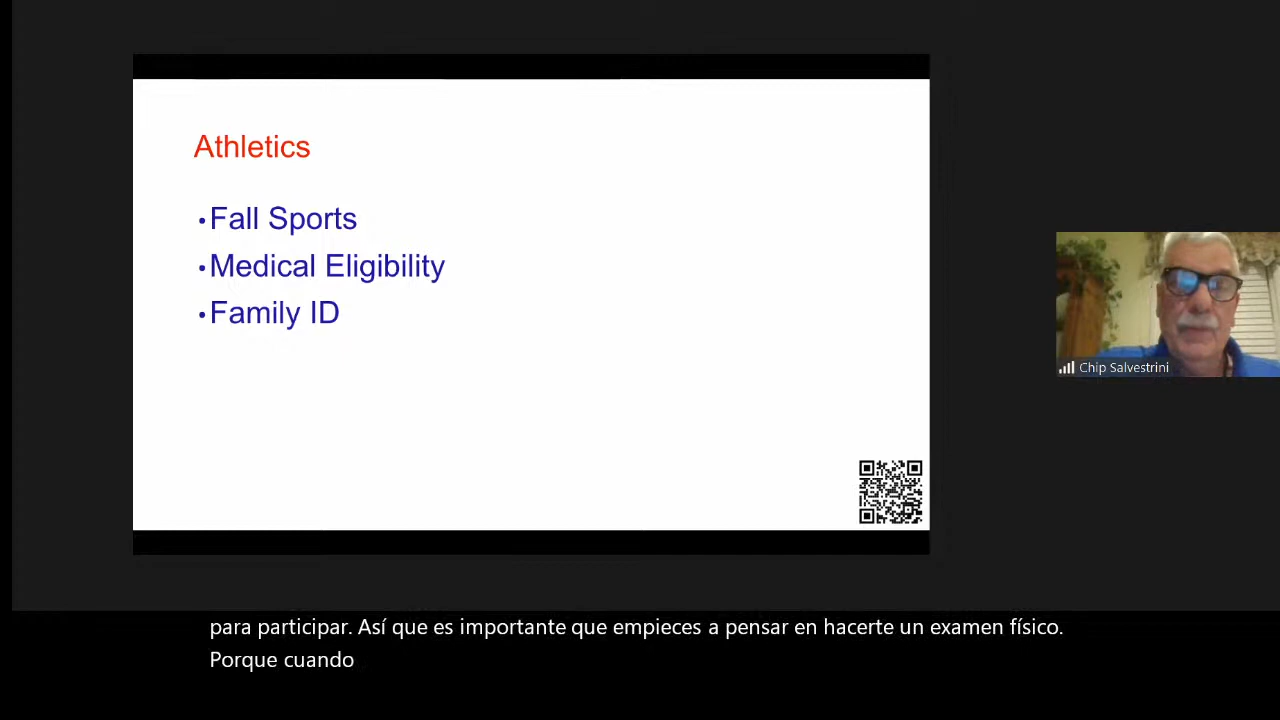 Athletics
•Fall Sports
•Medical Eligibility
•Family ID
Chip Salvestrini
para participar. Así que es importante que empieces a pensar en hacerte un examen físico.
Porque cuando